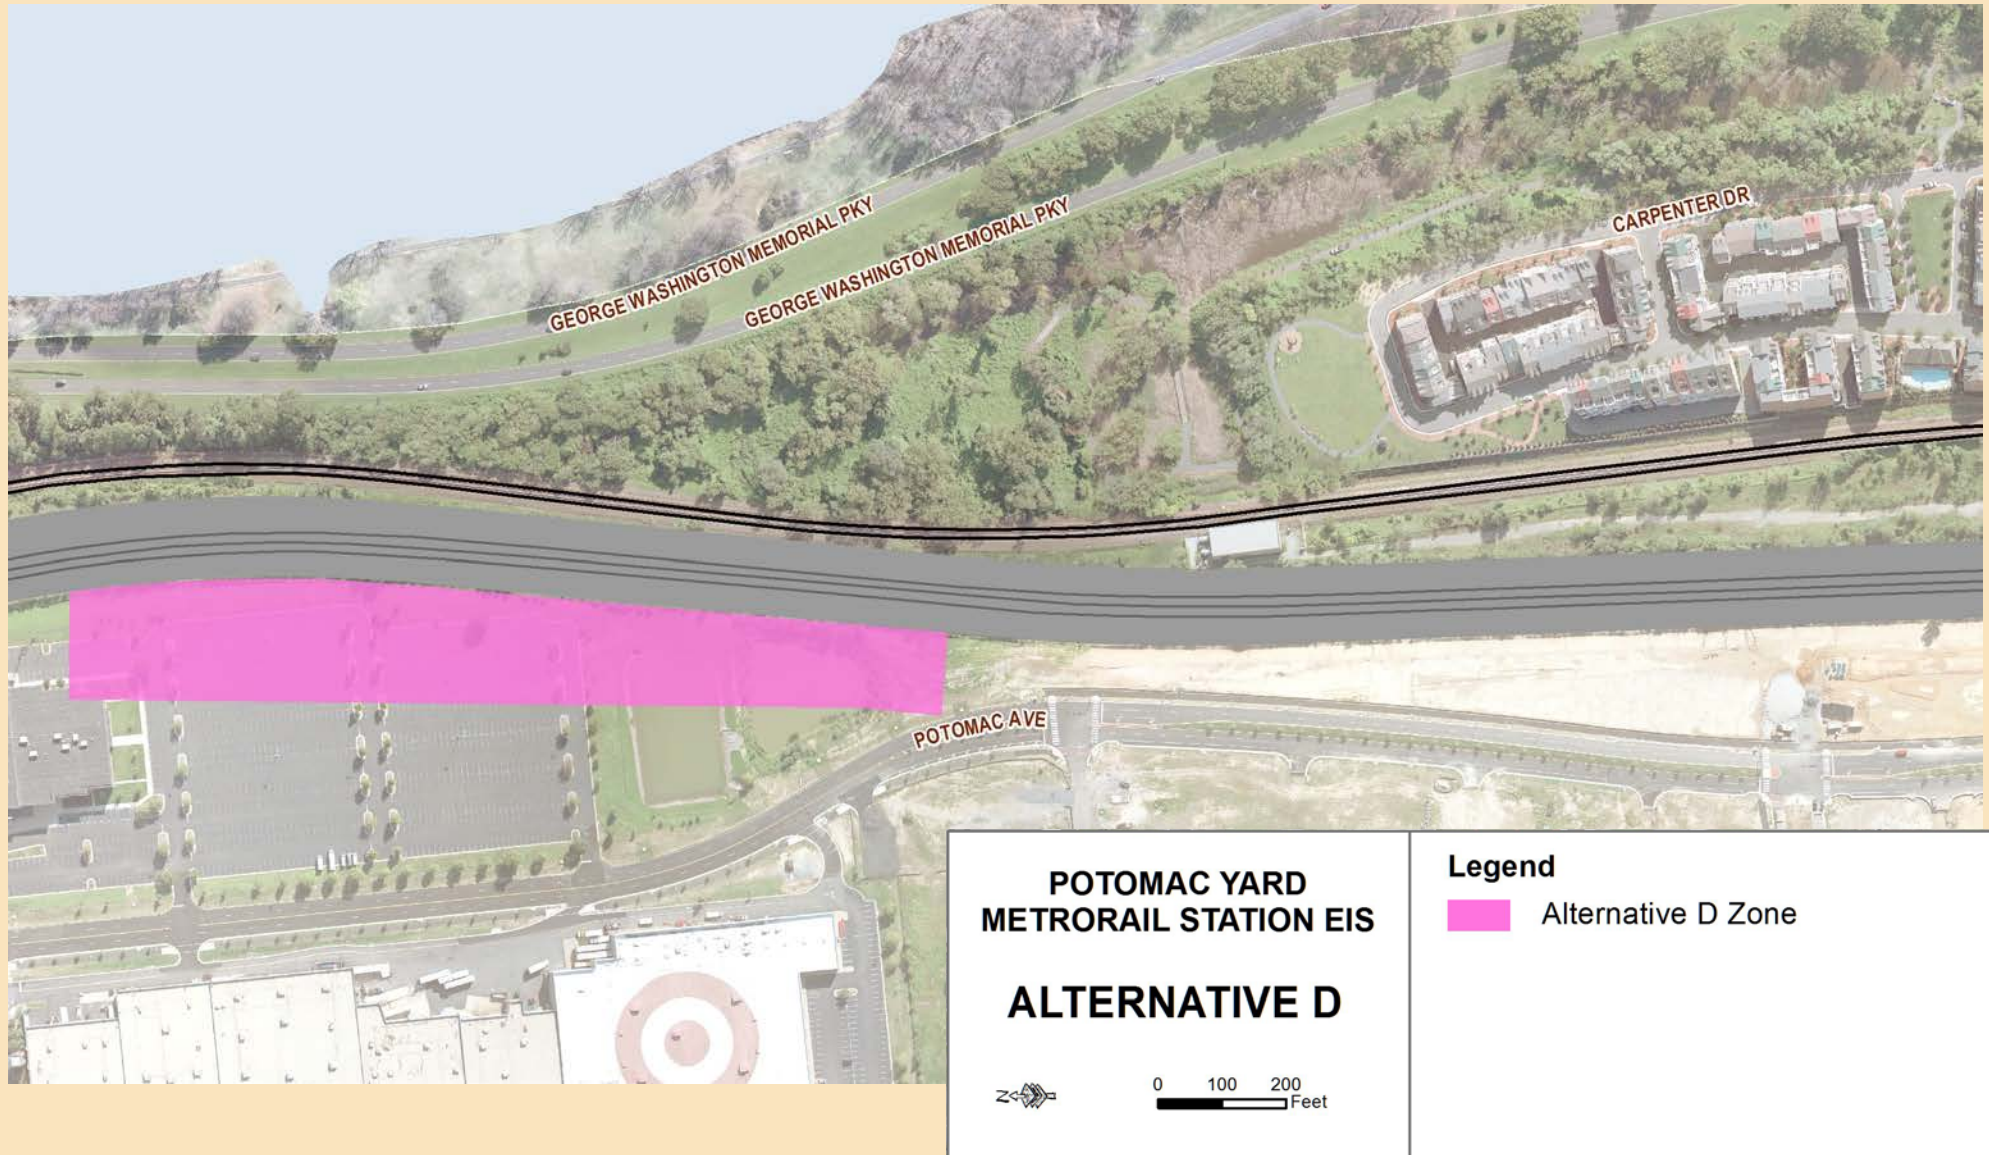 CARPENTER DR
GEORGE WASHINGTON MEMORIAL PKY
GEORGE WASHINGTON MEMORIAL PKY
POTOMAC AVE
POTOMAC YARD
METRORAIL STATION EIS
ALTERNATIVE D
N
0 100 200
Feet
Legend
Alternative D Zone